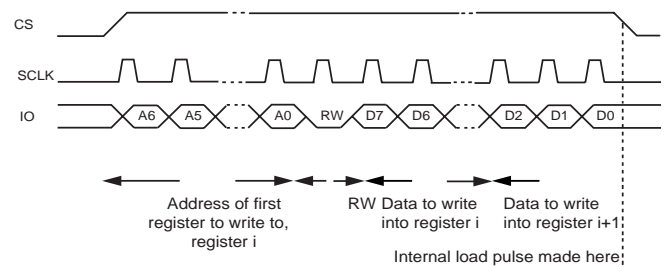 CS
SCLK
IO
A6 A5 A0 RW D7 D6 D2 D1 D0
Address of first
register to write to,
register i
RW Data to write
into register i
Data to write
into register i+1
Internal load pulse made here